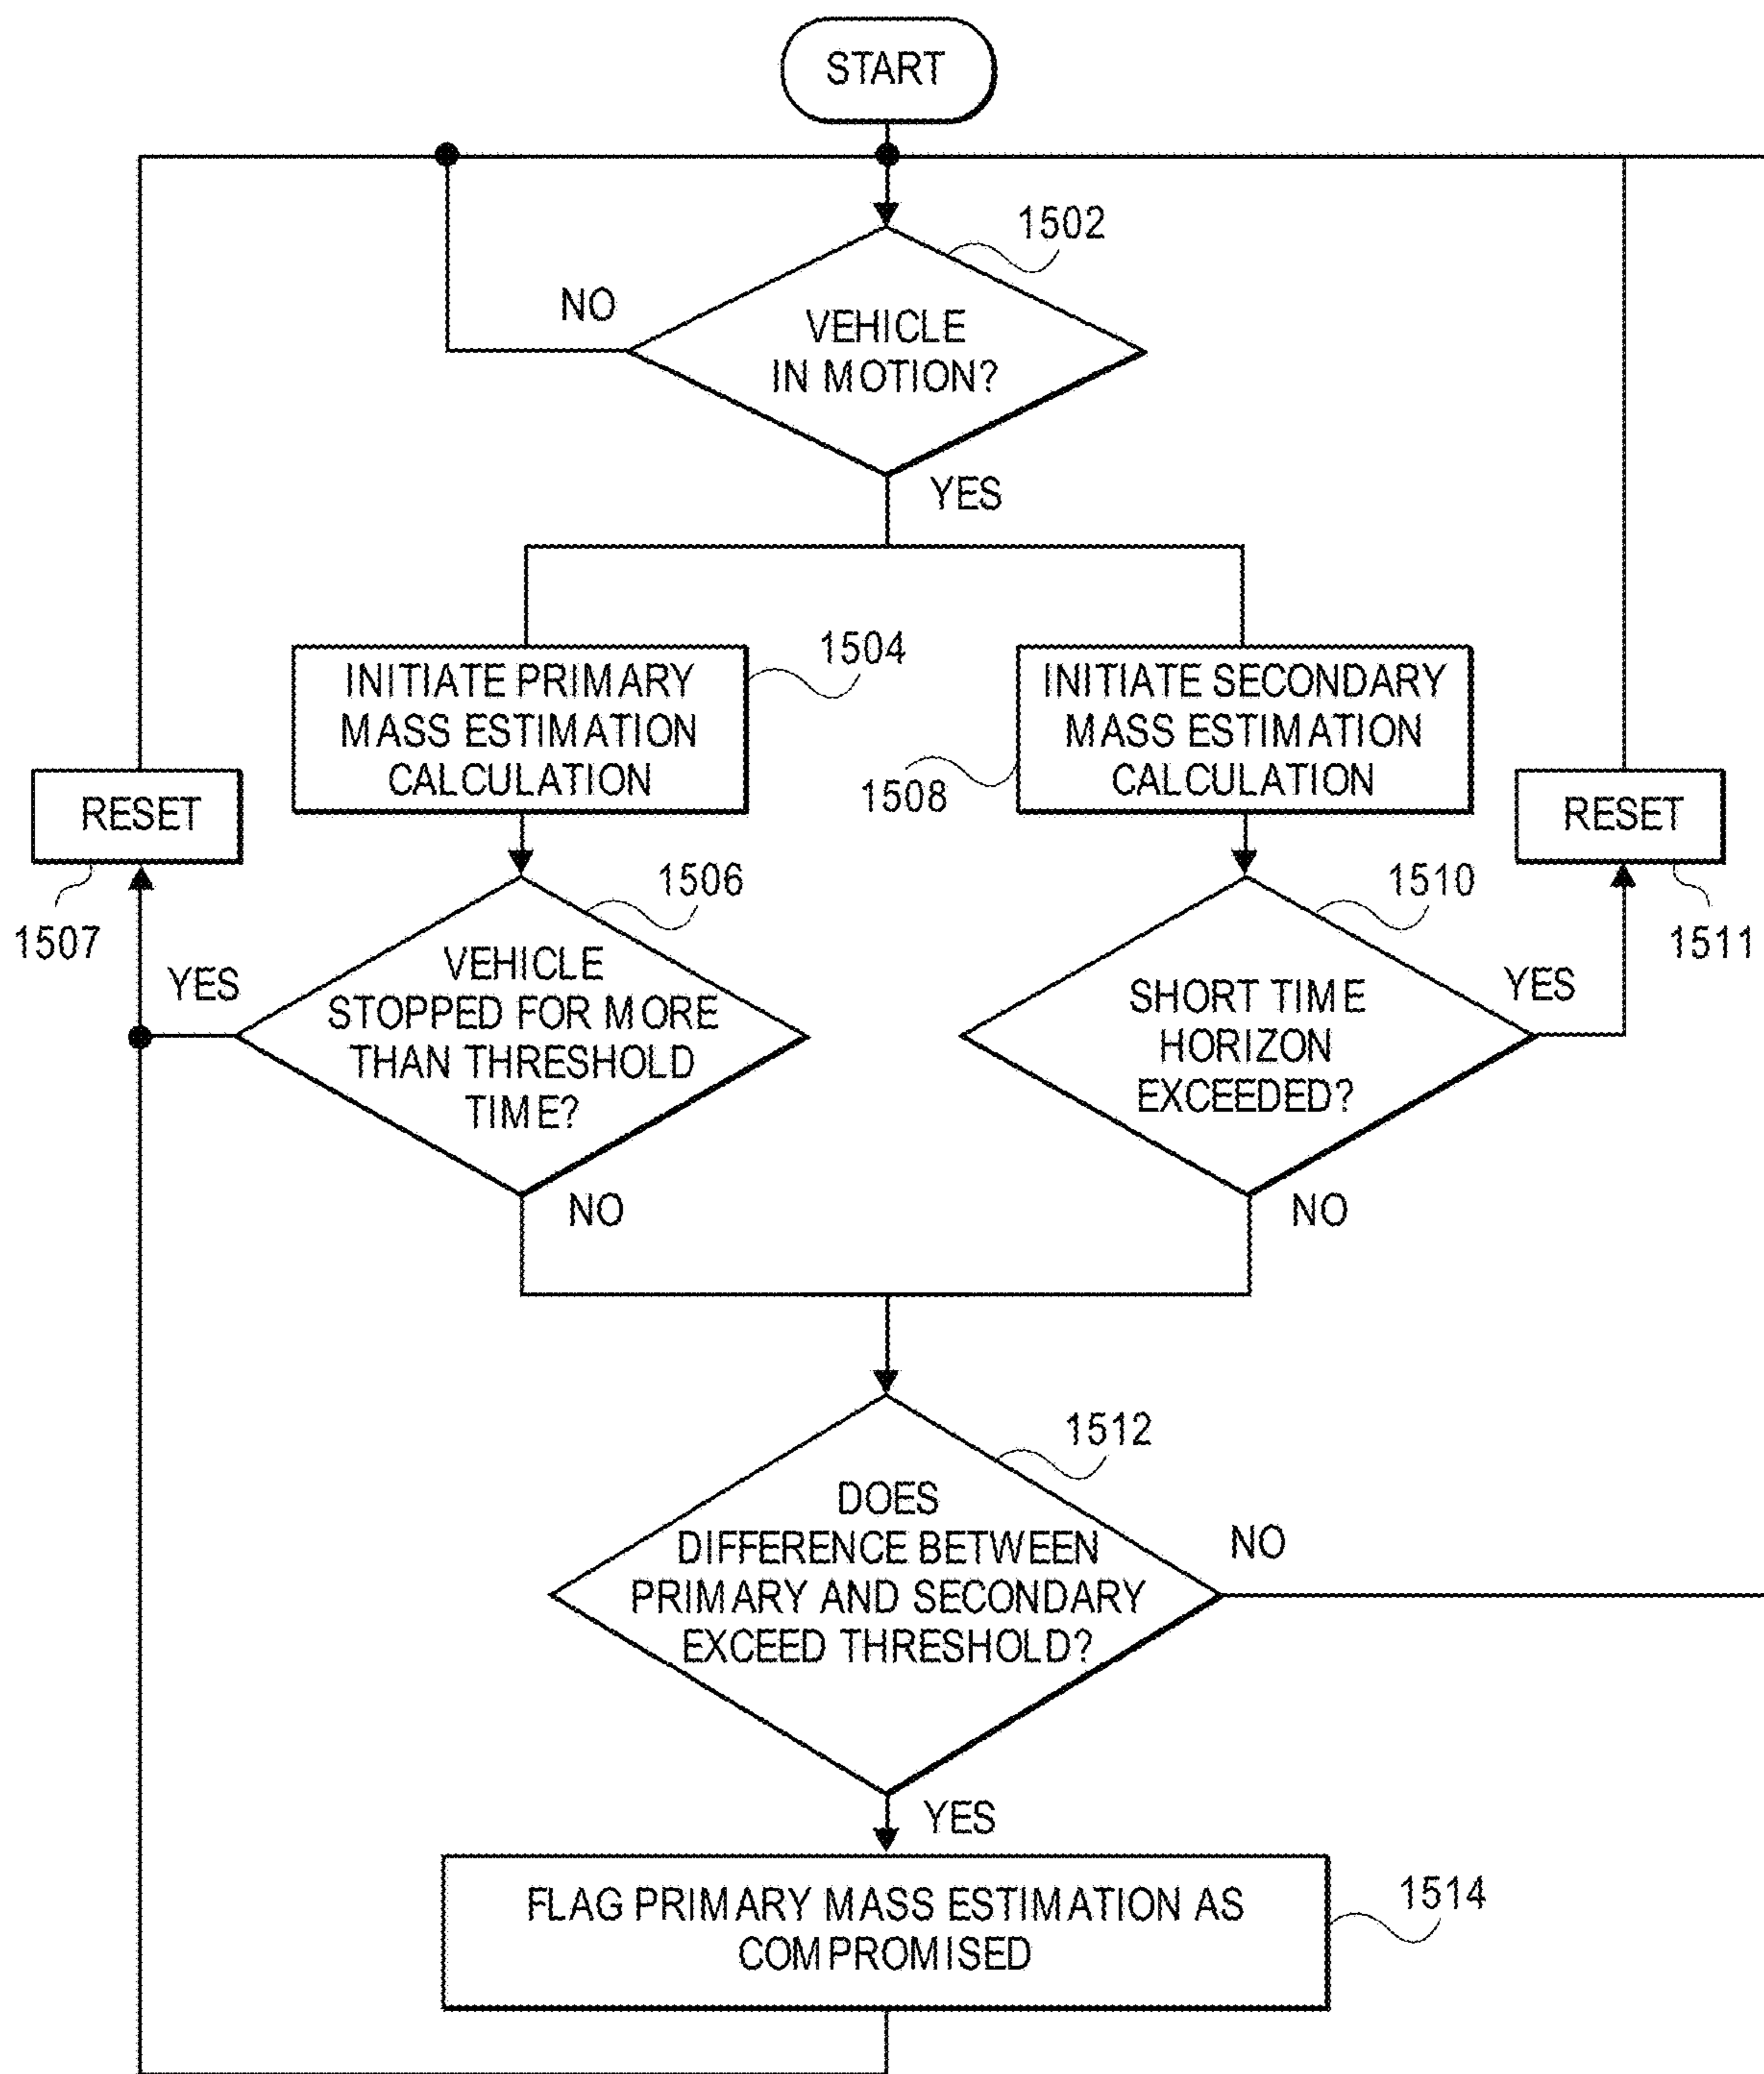 START
1502
NO
VEHICLE
IN MOTION?
YES
1504
INITIATE PRIMARY
MASS ESTIMATION
CALCULATION
INITIATE SECONDARY
MASS ESTIMATION
CALCULATION
1508
RESET
RESET
1507
1506
1510
1511
YES
VEHICLE
STOPPED FOR MORE
THAN THRESHOLD
TIME?
SHORT TIME
HORIZON
EXCEEDED?
YES
NO
NO
1512
DOES
DIFFERENCE BETWEEN
PRIMARY AND SECONDARY
EXCEED THRESHOLD?
NO
YES
FLAG PRIMARY MASS ESTIMATION AS
COMPROMISED
1514